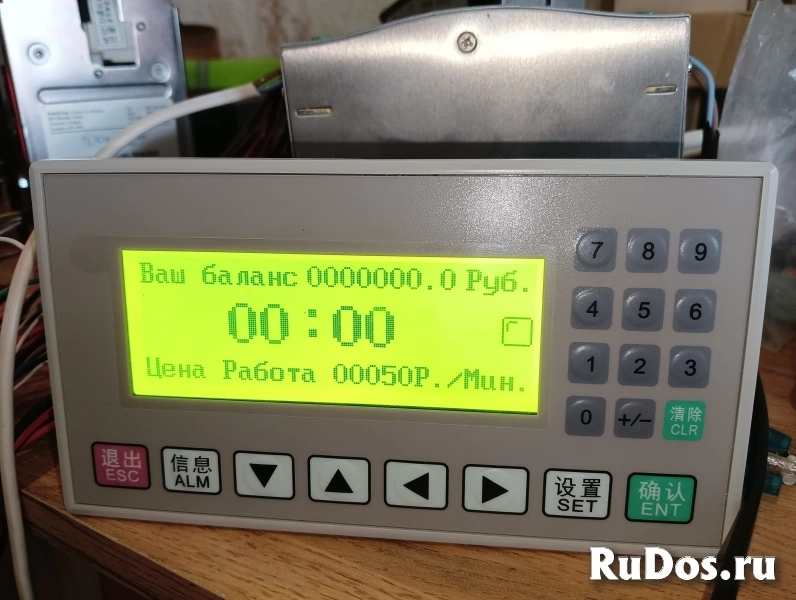 Ваш баланс 0000000.0 Руб.
00:00
Цена Работа 00050Р./Мин.
7 8 9
4 5 6
1 2 3
0 +/− 清除 CLR
退出 ESC
信息 ALM
设置 SET
确认 ENT
RuDos.ru